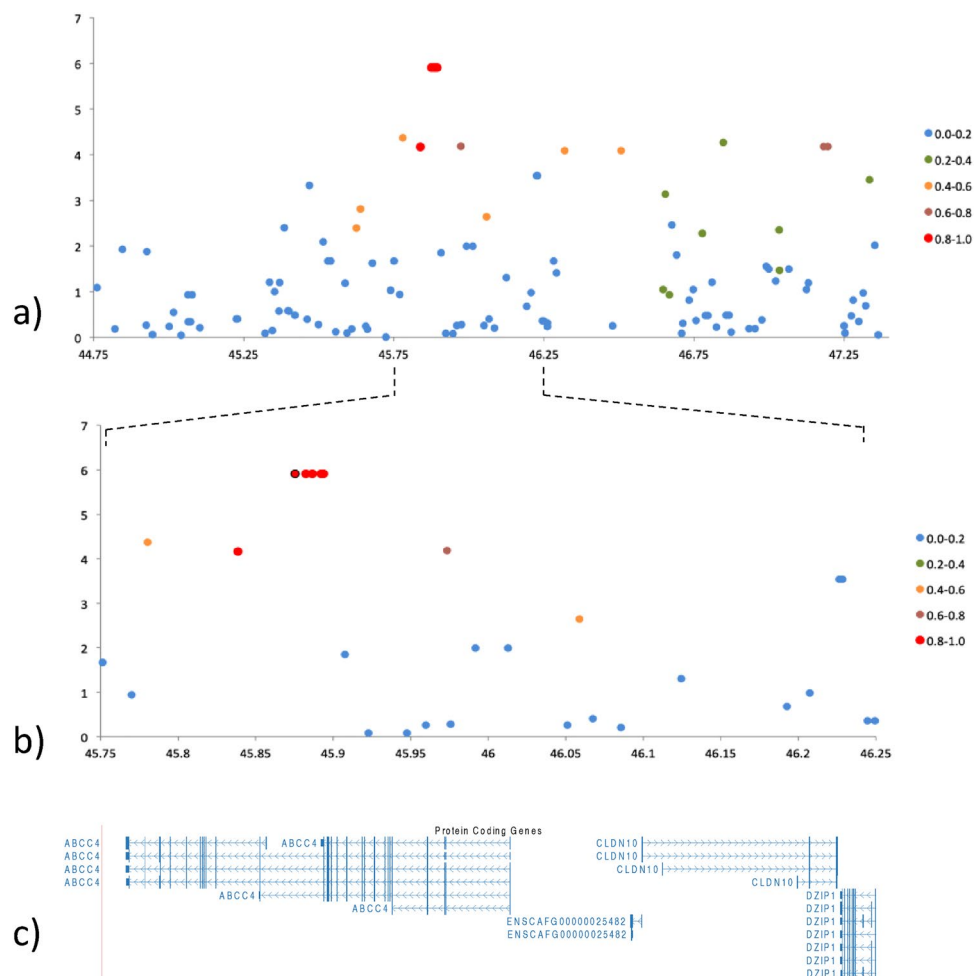 7
6
5
4
3
2
1
0
44.75 45.25 45.75 46.25 46.75 47.25
0.0-0.2
0.2-0.4
0.4-0.6
0.6-0.8
0.8-1.0
a)
7
6
5
4
3
2
1
0
45.75 45.8 45.85 45.9 45.95 46 46.05 46.1 46.15 46.2 46.25
0.0-0.2
0.2-0.4
0.4-0.6
0.6-0.8
0.8-1.0
b)
Protein Coding Genes
ABCC4 ABCC4 CLDN10
ABCC4 CLDN10
ABCC4 CLDN10
ABCC4 CLDN10
ABCC4 DZIP1
ABCC4 DZIP1
ENSCAFG00000025482 DZIP1
ENSCAFG00000025482 DZIP1
DZIP1
DZIP1
DZIP1
c)